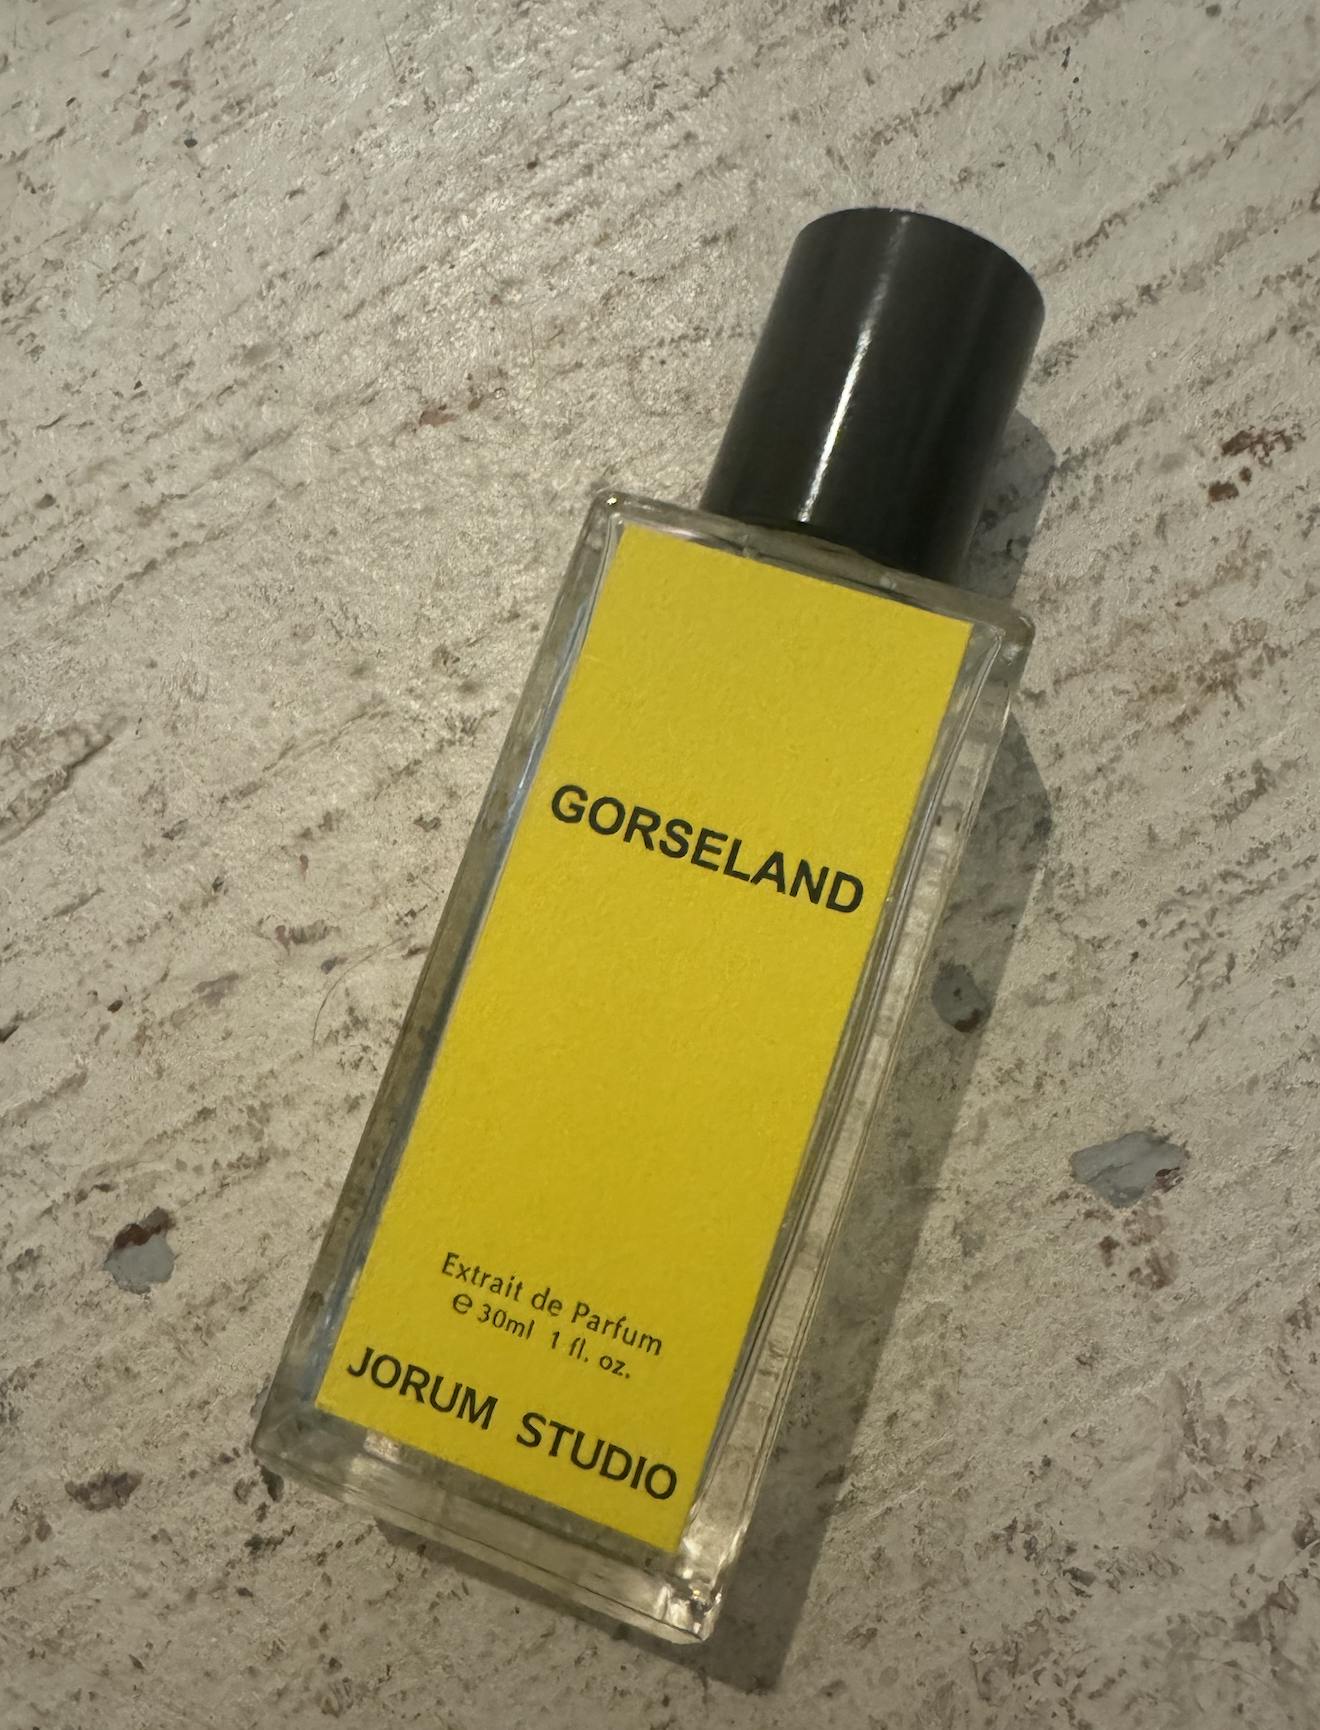 GORSELAND
Extrait de Parfum
℮ 30ml 1 fl. oz.
JORUM STUDIO